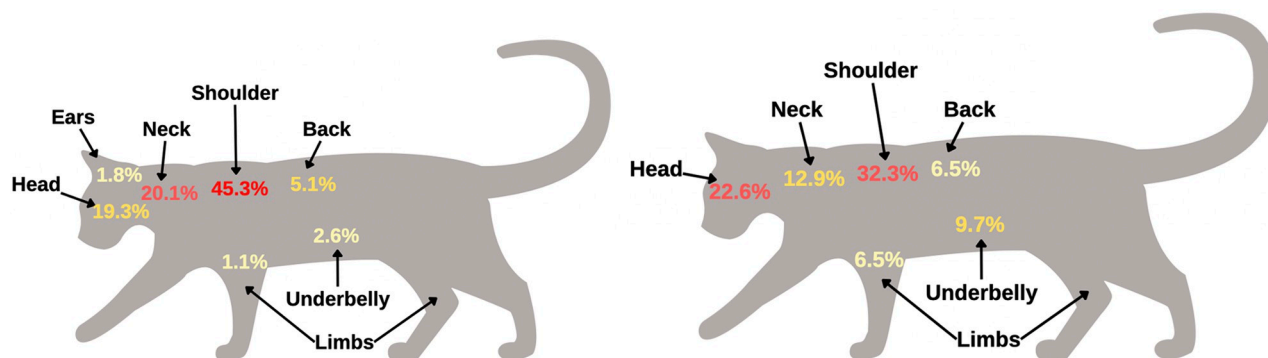 Shoulder
Ears
Neck
Back
1.8%
Head
20.1%
45.3%
5.1%
19.3%
2.6%
1.1%
Underbelly
Limbs
Shoulder
Neck
Back
Head
22.6%
12.9%
32.3%
6.5%
9.7%
6.5%
Underbelly
Limbs